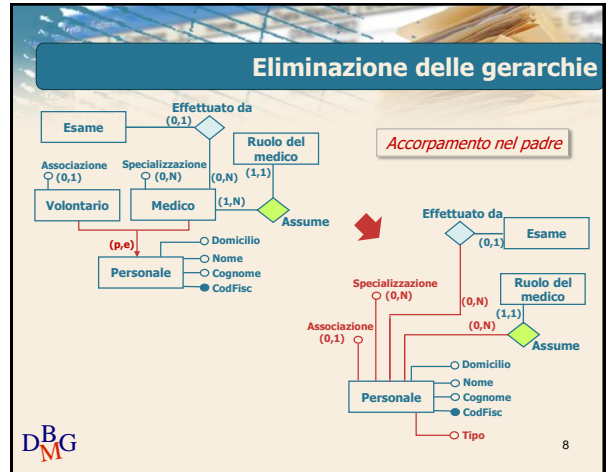 Eliminazione delle gerarchie
Effettuato da
(0,1)
Esame
Ruolo del
medico
Accorpamento nel padre
Associazione
(0,1)
Specializzazione
(0,N)
(0,N)
(1,1)
Volontario
Medico
(1,N)
Assume
(p,e)
Domicilio
Nome
Cognome
CodFisc
Personale
Effettuato da
(0,1)
Esame
Specializzazione
(0,N)
(0,N)
Ruolo del
medico
(1,1)
Associazione
(0,1)
(0,N)
Assume
Personale
Domicilio
Nome
Cognome
CodFisc
Tipo
DBMG
8